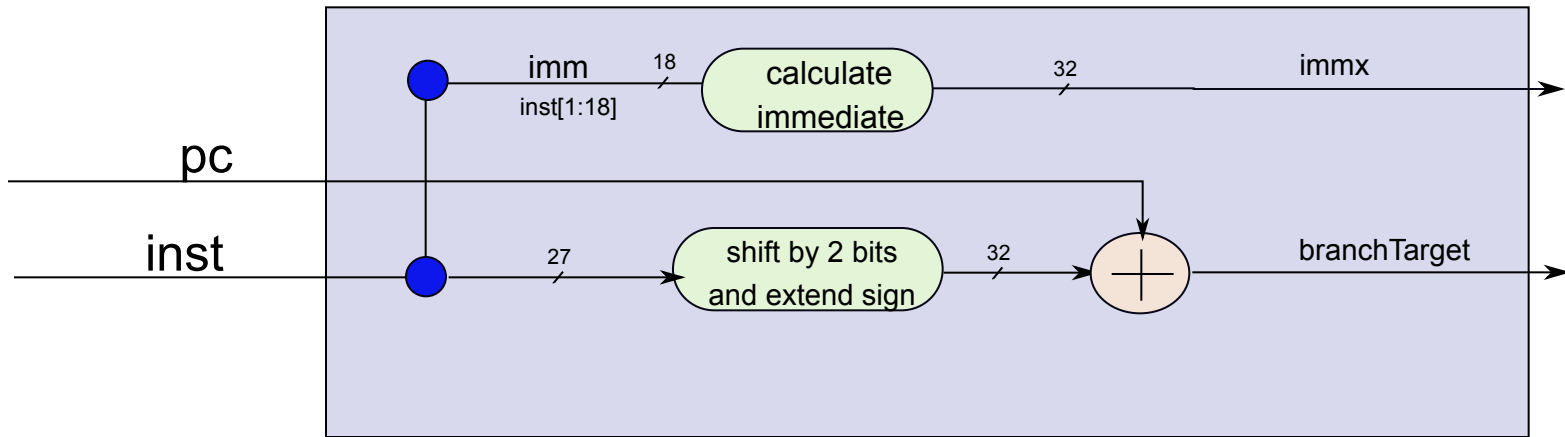 imm
18
inst[1:18]
calculate
immediate
32
immx
pc
inst
27
shift by 2 bits
and extend sign
32
branchTarget